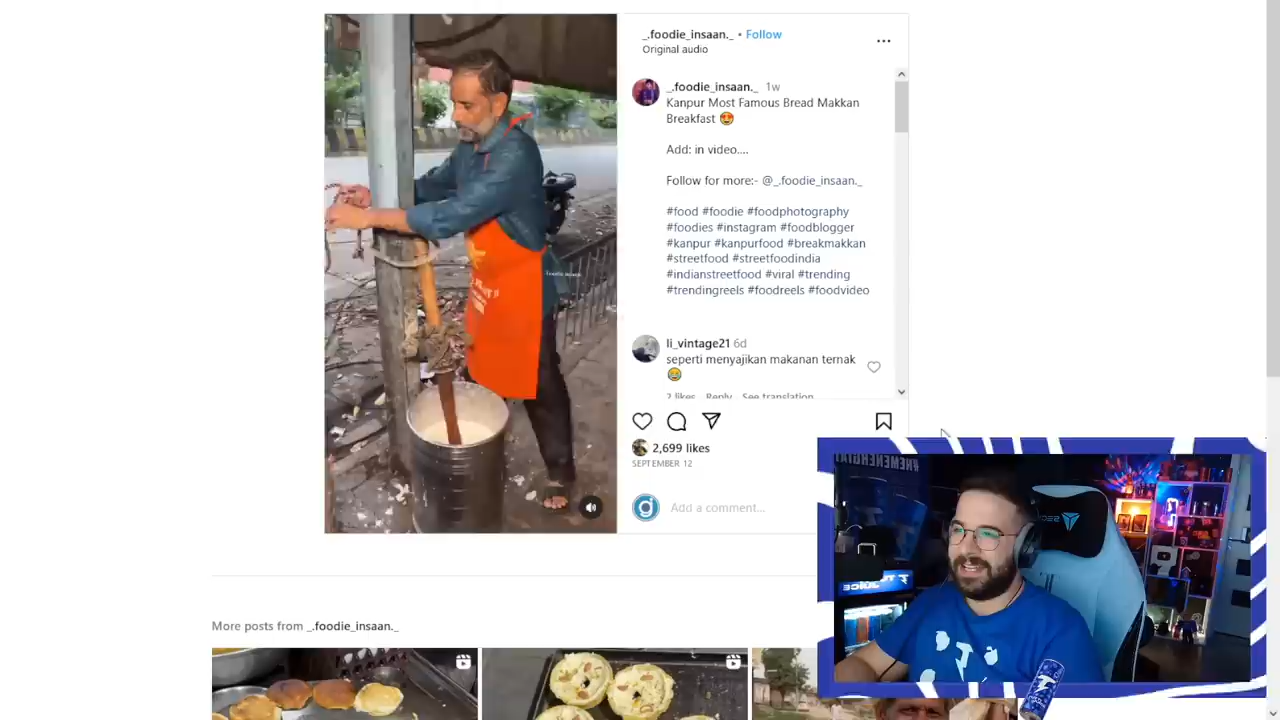 _.foodie_insaan._ • Follow
Original audio
_.foodie_insaan._ 1w
Kanpur Most Famous Bread Makkan
Breakfast 😍
Add: in video....
Follow for more:- @_.foodie_insaan._
#food #foodie #foodphotography
#foodies #instagram #foodblogger
#kanpur #kanpurfood #breakmakkan
#streetfood #streetfoodindia
#indianstreetfood #viral #trending
#trendingreels #foodreels #foodvideo
li_vintage21 6d
seperti menyajikan makanan ternak
😂
2 likes Reply See translation
2,699 likes
SEPTEMBER 12
Add a comment...
More posts from _.foodie_insaan._